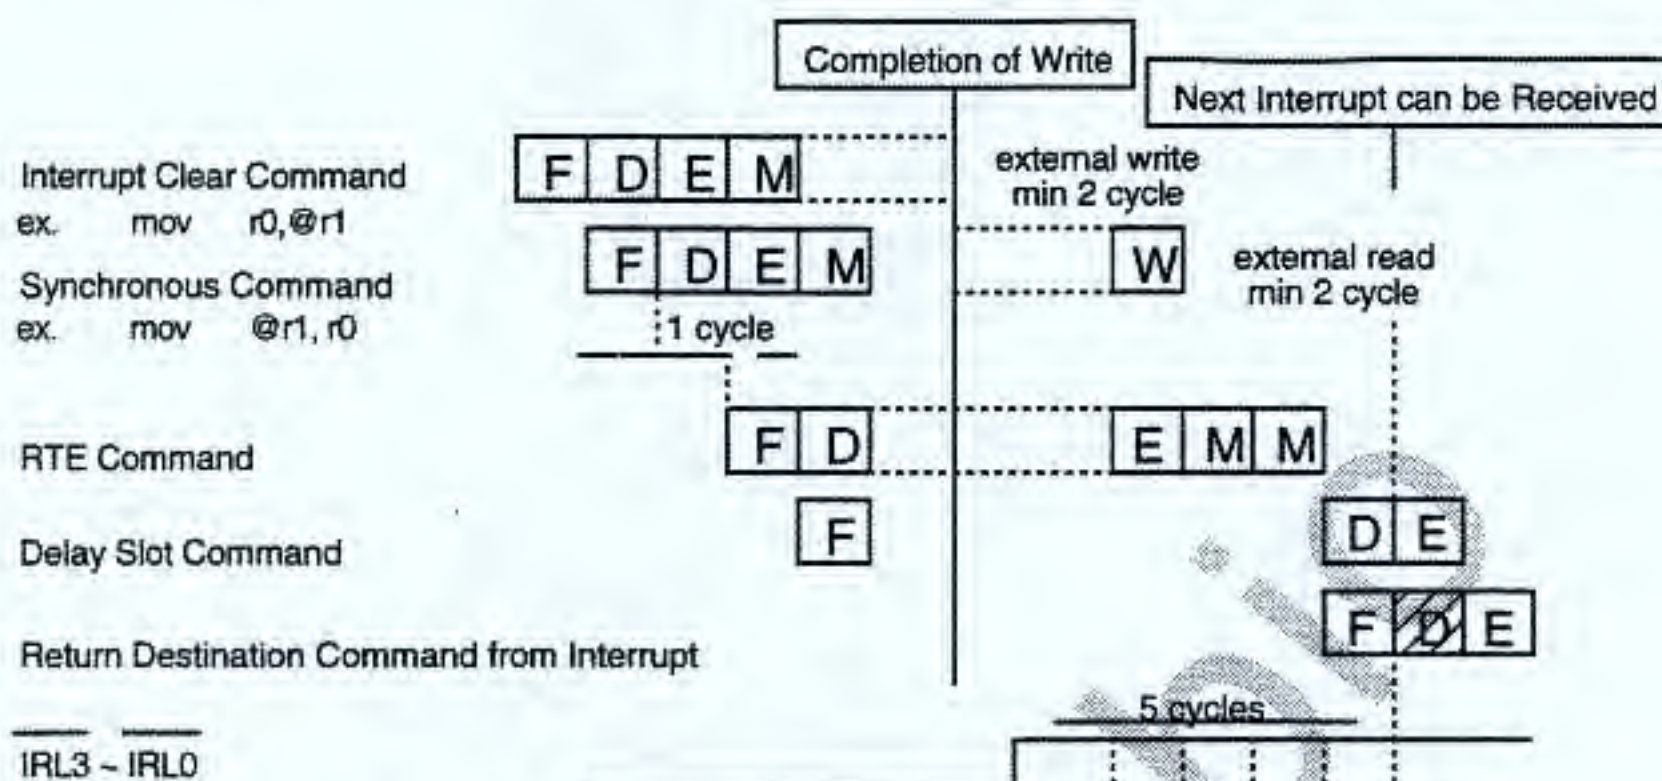 Completion of Write
Next Interrupt can be Received
Interrupt Clear Command
F D E M
external write
min 2 cycle
ex. mov r0,@r1
Synchronous Command
F D E M
W
external read
min 2 cycle
ex. mov @r1, r0
1 cycle
RTE Command
F D
E M M
Delay Slot Command
F
D E
Return Destination Command from Interrupt
F D E
5 cycles
IRL3 ~ IRL0